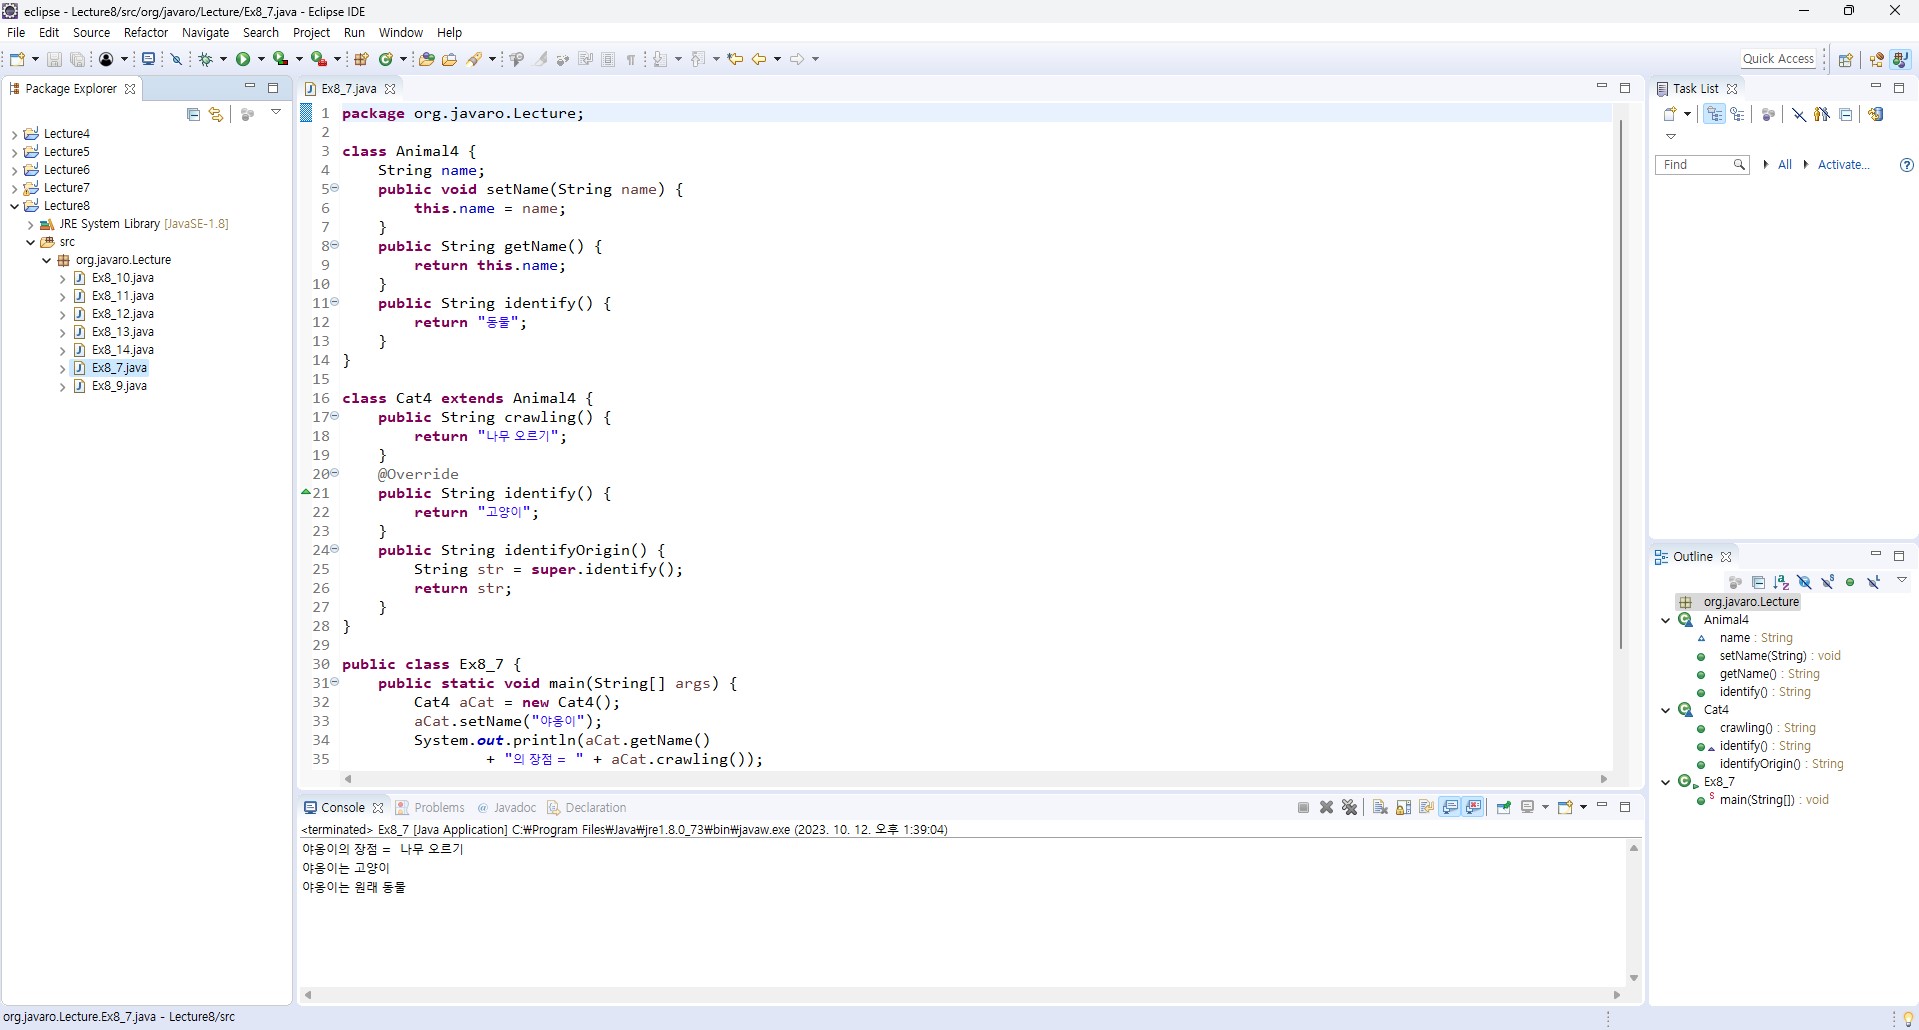 eclipse - Lecture8/src/org/javaro/Lecture/Ex8_7.java - Eclipse IDE
File Edit Source Refactor Navigate Search Project Run Window Help
Quick Access
Package Explorer
Lecture4
Lecture5
Lecture6
Lecture7
Lecture8
JRE System Library [JavaSE-1.8]
src
org.javaro.Lecture
Ex8_10.java
Ex8_11.java
Ex8_12.java
Ex8_13.java
Ex8_14.java
Ex8_7.java
Ex8_9.java
Ex8_7.java
1 package org.javaro.Lecture;
2
3 class Animal4 {
4 String name;
5 public void setName(String name) {
6 this.name = name;
7 }
8 public String getName() {
9 return this.name;
10 }
11 public String identify() {
12 return "동물";
13 }
14 }
15
16 class Cat4 extends Animal4 {
17 public String crawling() {
18 return "나무 오르기";
19 }
20 @Override
21 public String identify() {
22 return "고양이";
23 }
24 public String identifyOrigin() {
25 String str = super.identify();
26 return str;
27 }
28 }
29
30 public class Ex8_7 {
31 public static void main(String[] args) {
32 Cat4 aCat = new Cat4();
33 aCat.setName("야옹이");
34 System.out.println(aCat.getName()
35 + "의 장점 = " + aCat.crawling());
Console Problems @ Javadoc Declaration
<terminated> Ex8_7 [Java Application] C:₩Program Files₩Java₩jre1.8.0_73₩bin₩javaw.exe (2023. 10. 12. 오후 1:39:04)
야옹이의 장점 = 나무 오르기
야옹이는 고양이
야옹이는 원래 동물
Task List
Find All Activate...
Outline
org.javaro.Lecture
Animal4
name : String
setName(String) : void
getName() : String
identify() : String
Cat4
crawling() : String
identify() : String
identifyOrigin() : String
Ex8_7
main(String[]) : void
org.javaro.Lecture.Ex8_7.java - Lecture8/src